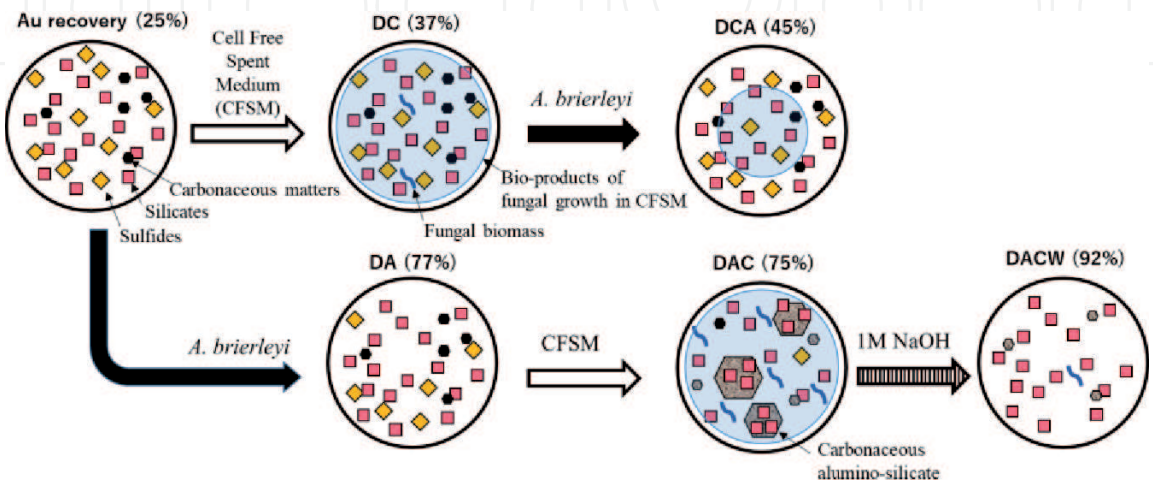 Au recovery (25%)
Cell Free
Spent
Medium
(CFSM)
DC (37%)
A. brierleyi
DCA (45%)
Carbonaceous matters
Silicates
Sulfides
Bio-products of
fungal growth in CFSM
Fungal biomass
A. brierleyi
DA (77%)
CFSM
DAC (75%)
1M NaOH
DACW (92%)
Carbonaceous
alumino-silicate